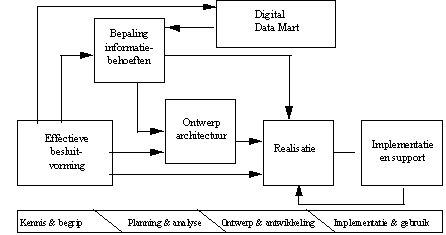 Digital
Data Mart
Bepaling
informatie-
behoeften
Ontwerp
architectuur
Effectieve
besluit-
vorming
Realisatie
Implementatie
en support
Kennis & begrip
Planning & analyse
Ontwerp & antwikkeling
Implementatie & gebruik